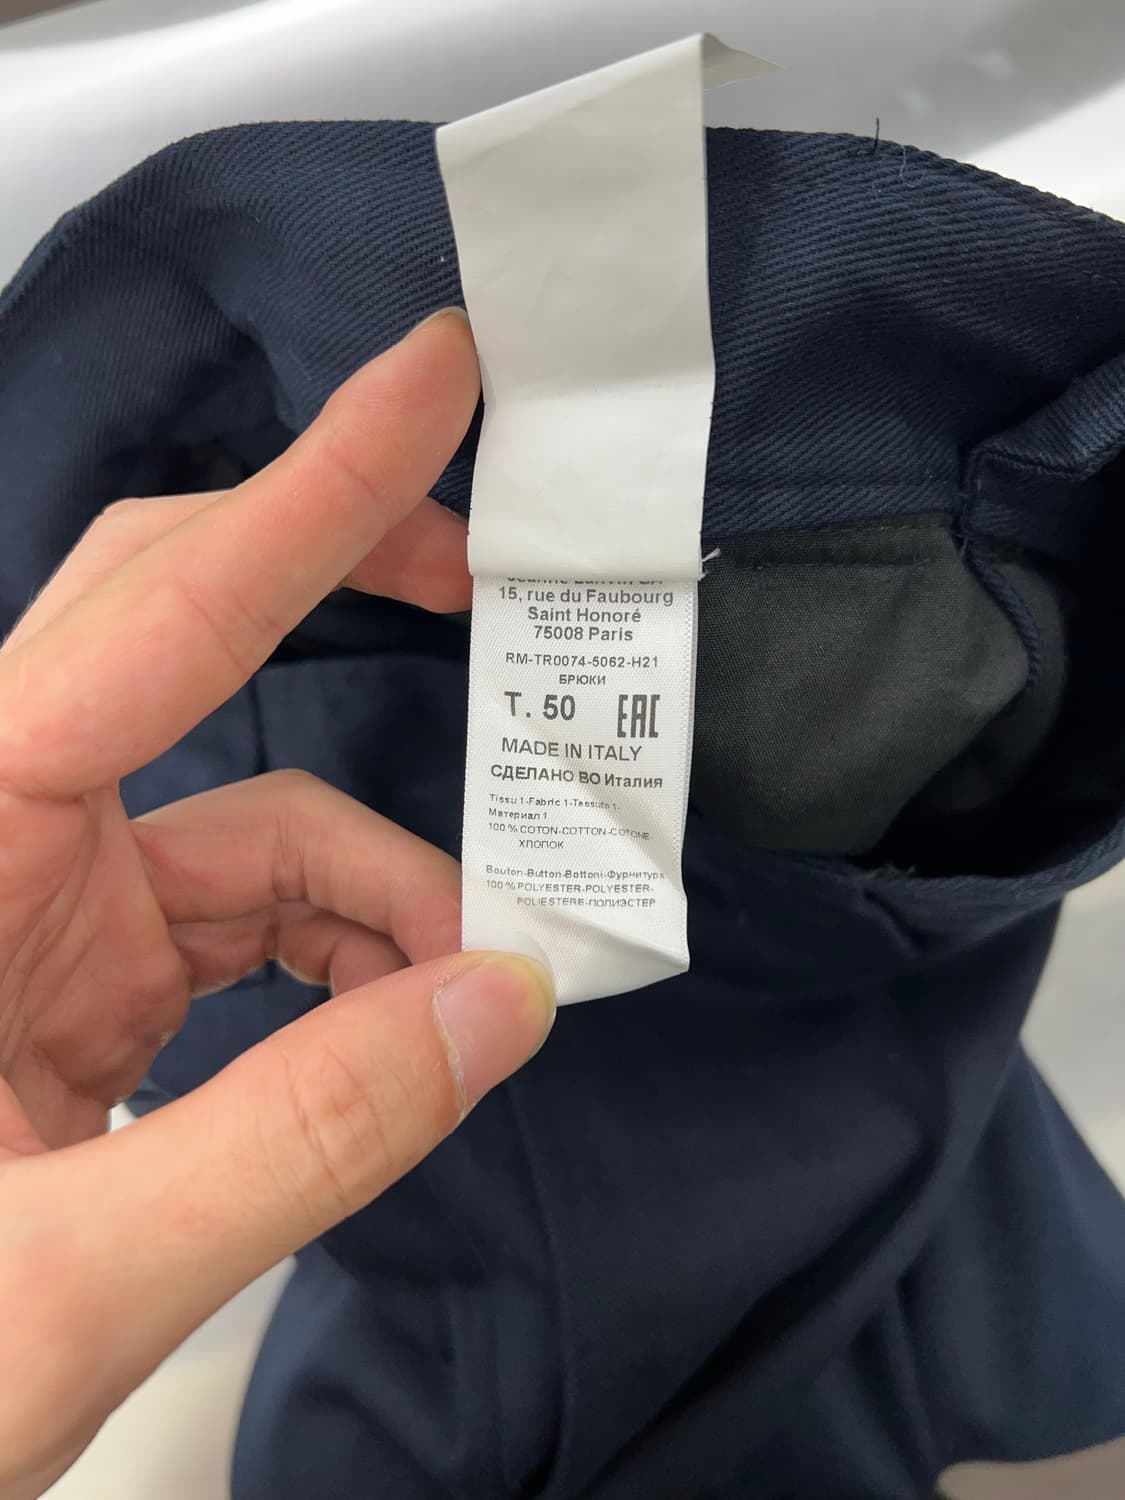 15, rue du Faubourg
Saint Honoré
75008 Paris
RM-TR0074-5062-H21
БРЮКИ
T. 50 EAC
MADE IN ITALY
СДЕЛАНО ВО Италия
Tissu 1-Fabric 1-Tessuto 1-
Материал 1
100 % COTON-COTTON-COTONE-
ХЛОПОК
Bouton-Button-Bottoni-Фурнитура
100 % POLYESTER-POLYESTER-
POLIESTERE-ПОЛИЭСТЕР